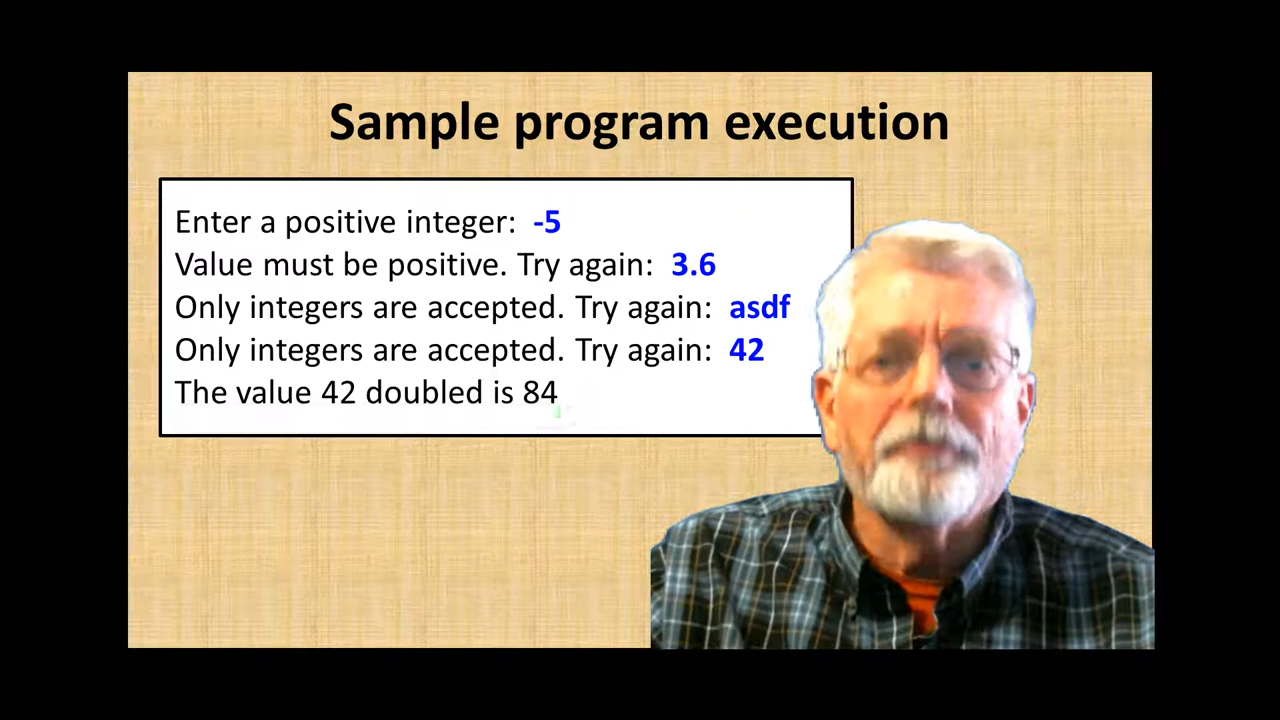 Sample program execution
Enter a positive integer: -5
Value must be positive. Try again: 3.6
Only integers are accepted. Try again: asdf
Only integers are accepted. Try again: 42
The value 42 doubled is 84